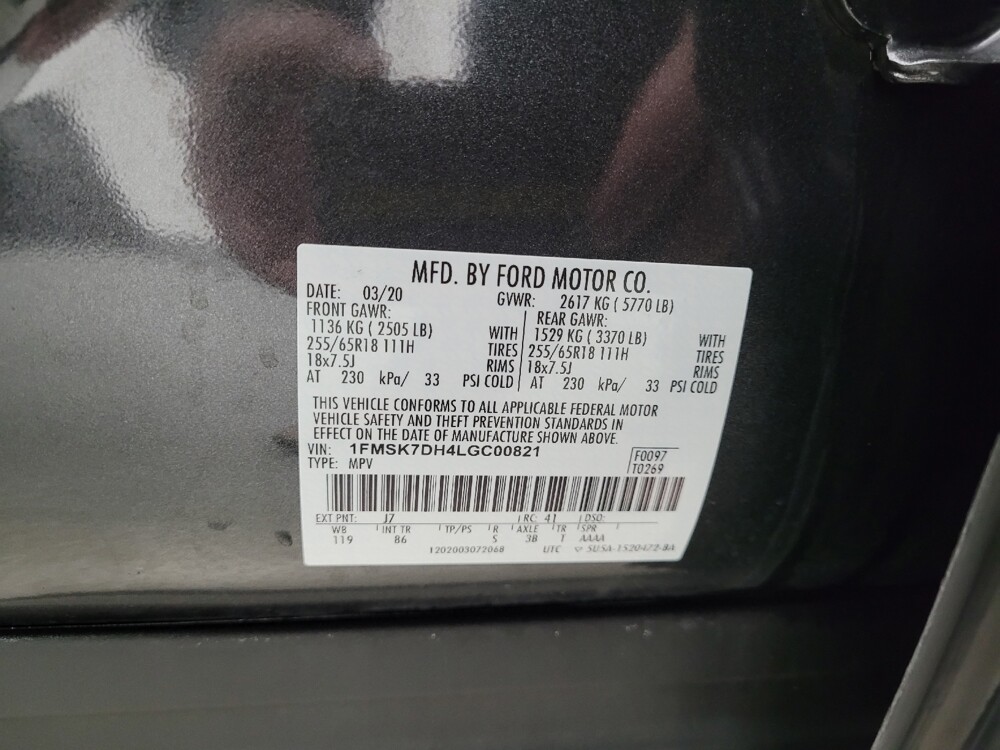 MFD. BY FORD MOTOR CO.
DATE: 03/20 GVWR: 2617 KG ( 5770 LB)
FRONT GAWR: REAR GAWR:
1136 KG ( 2505 LB) WITH 1529 KG ( 3370 LB) WITH
255/65R18 111H TIRES 255/65R18 111H TIRES
18x7.5J RIMS 18x7.5J RIMS
AT 230 kPa/ 33 PSI COLD AT 230 kPa/ 33 PSI COLD
THIS VEHICLE CONFORMS TO ALL APPLICABLE FEDERAL MOTOR
VEHICLE SAFETY AND THEFT PREVENTION STANDARDS IN
EFFECT ON THE DATE OF MANUFACTURE SHOWN ABOVE.
VIN: 1FMSK7DH4LGC00821 F0097
TYPE: MPV T0269
EXT PNT: J7 RC: 41 DSO:
WB INT TR TP/PS R AXLE TR SPR
119 86 5 3B 1 AAAA
1202003072068 UTC 5U5A-1520472-BA